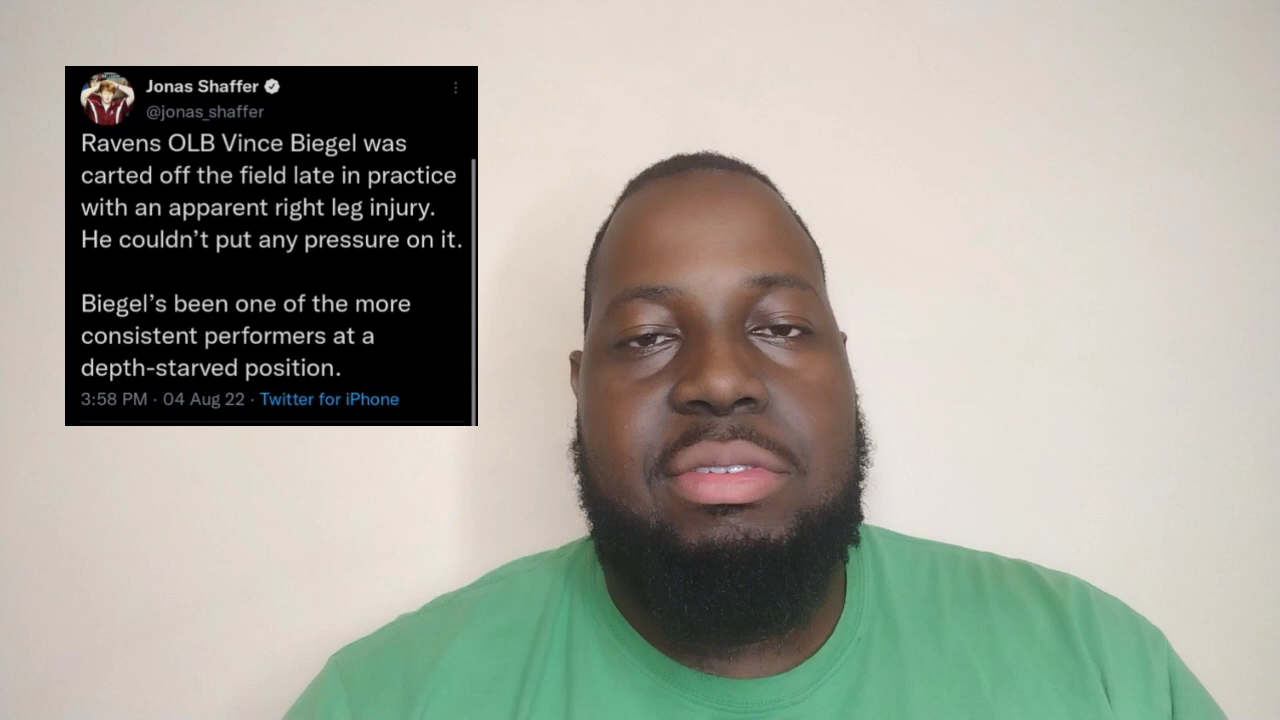 Jonas Shaffer
@jonas_shaffer
Ravens OLB Vince Biegel was
carted off the field late in practice
with an apparent right leg injury.
He couldn’t put any pressure on it.
Biegel’s been one of the more
consistent performers at a
depth-starved position.
3:58 PM · 04 Aug 22 · Twitter for iPhone